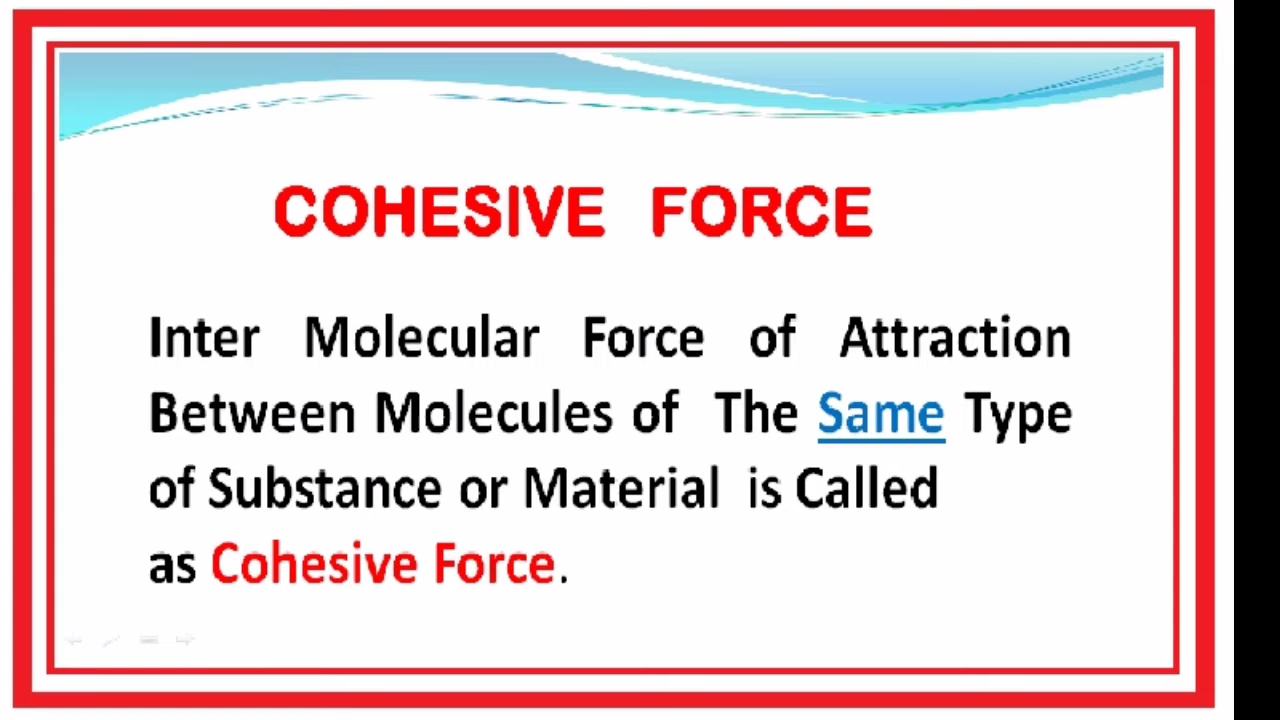 COHESIVE FORCE
Inter Molecular Force of Attraction
Between Molecules of The Same Type
of Substance or Material is Called
as Cohesive Force.